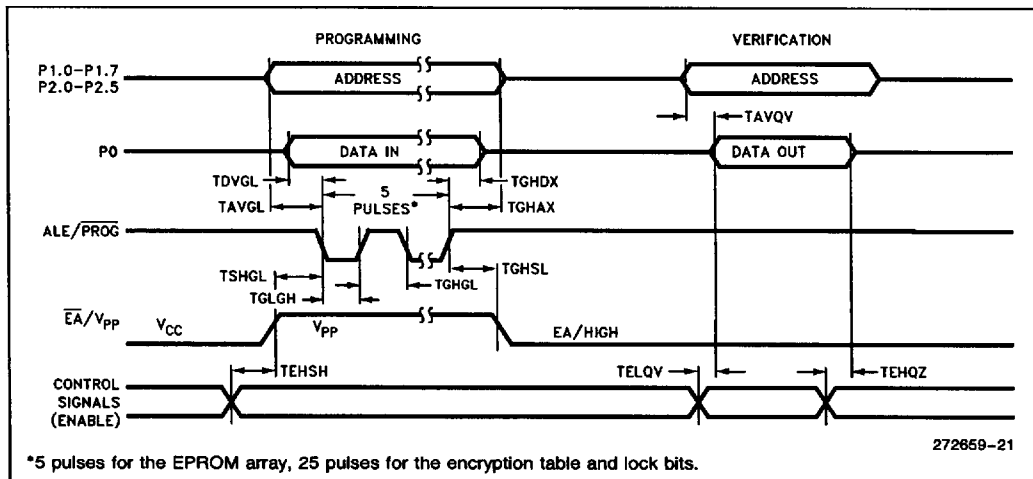 PROGRAMMING VERIFICATION
P1.0–P1.7
P2.0–P2.5
ADDRESS ADDRESS
TAVQV
P0 DATA IN DATA OUT
TDVGL 5 TGHDX
TAVGL PULSES* TGHAX
ALE/PROG
TSHGL TGHSL
TGLGH TGHGL
EA/VPP VCC VPP EA/HIGH
TEHSH TELQV TEHQZ
CONTROL
SIGNALS
(ENABLE)
272659–21
*5 pulses for the EPROM array, 25 pulses for the encryption table and lock bits.